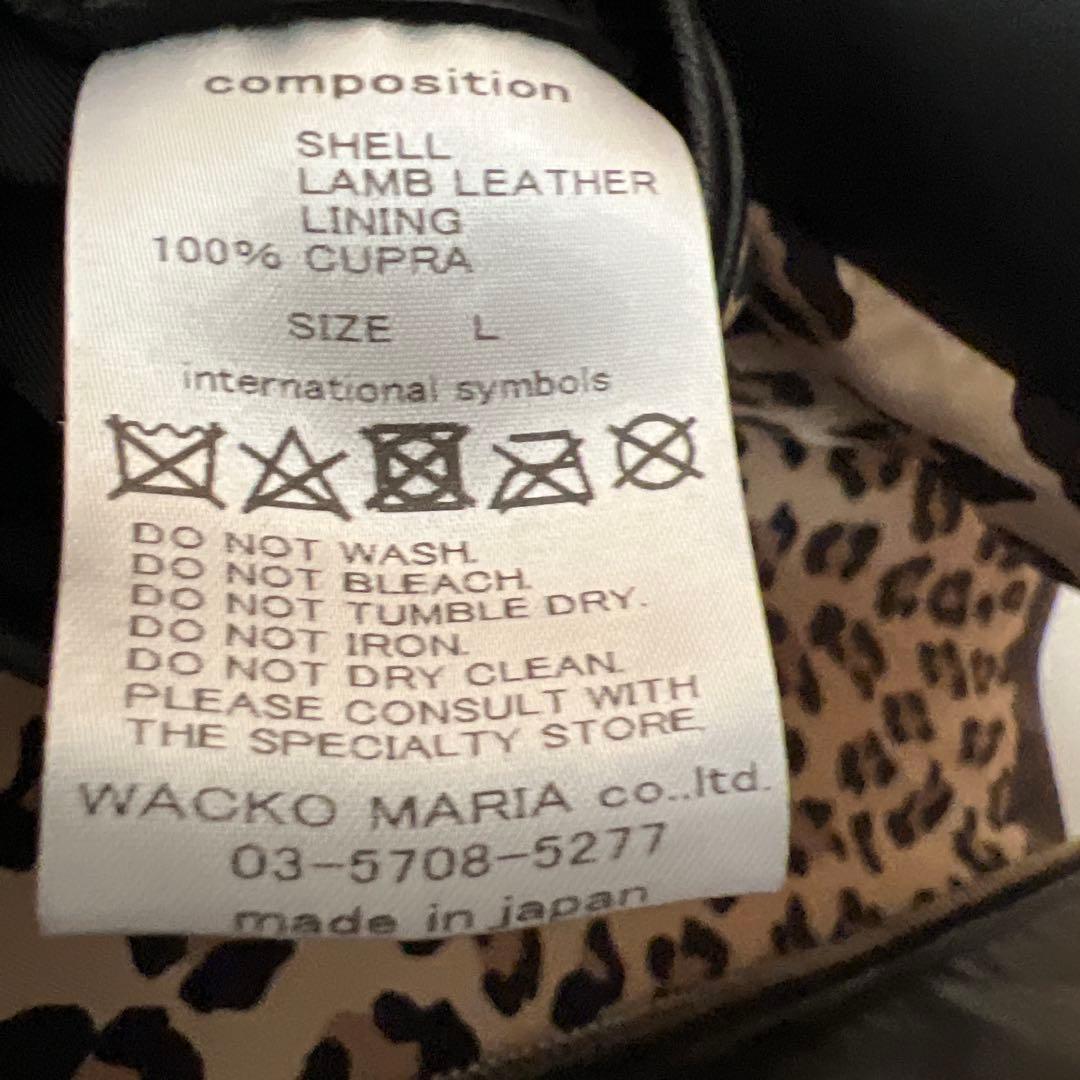 composition
SHELL
LAMB LEATHER
LINING
100% CUPRA
SIZE L
international symbols
DO NOT WASH.
DO NOT BLEACH.
DO NOT TUMBLE DRY.
DO NOT IRON.
DO NOT DRY CLEAN.
PLEASE CONSULT WITH
THE SPECIALTY STORE.
WACKO MARIA co.,ltd.
03-5708-5277
made in japan